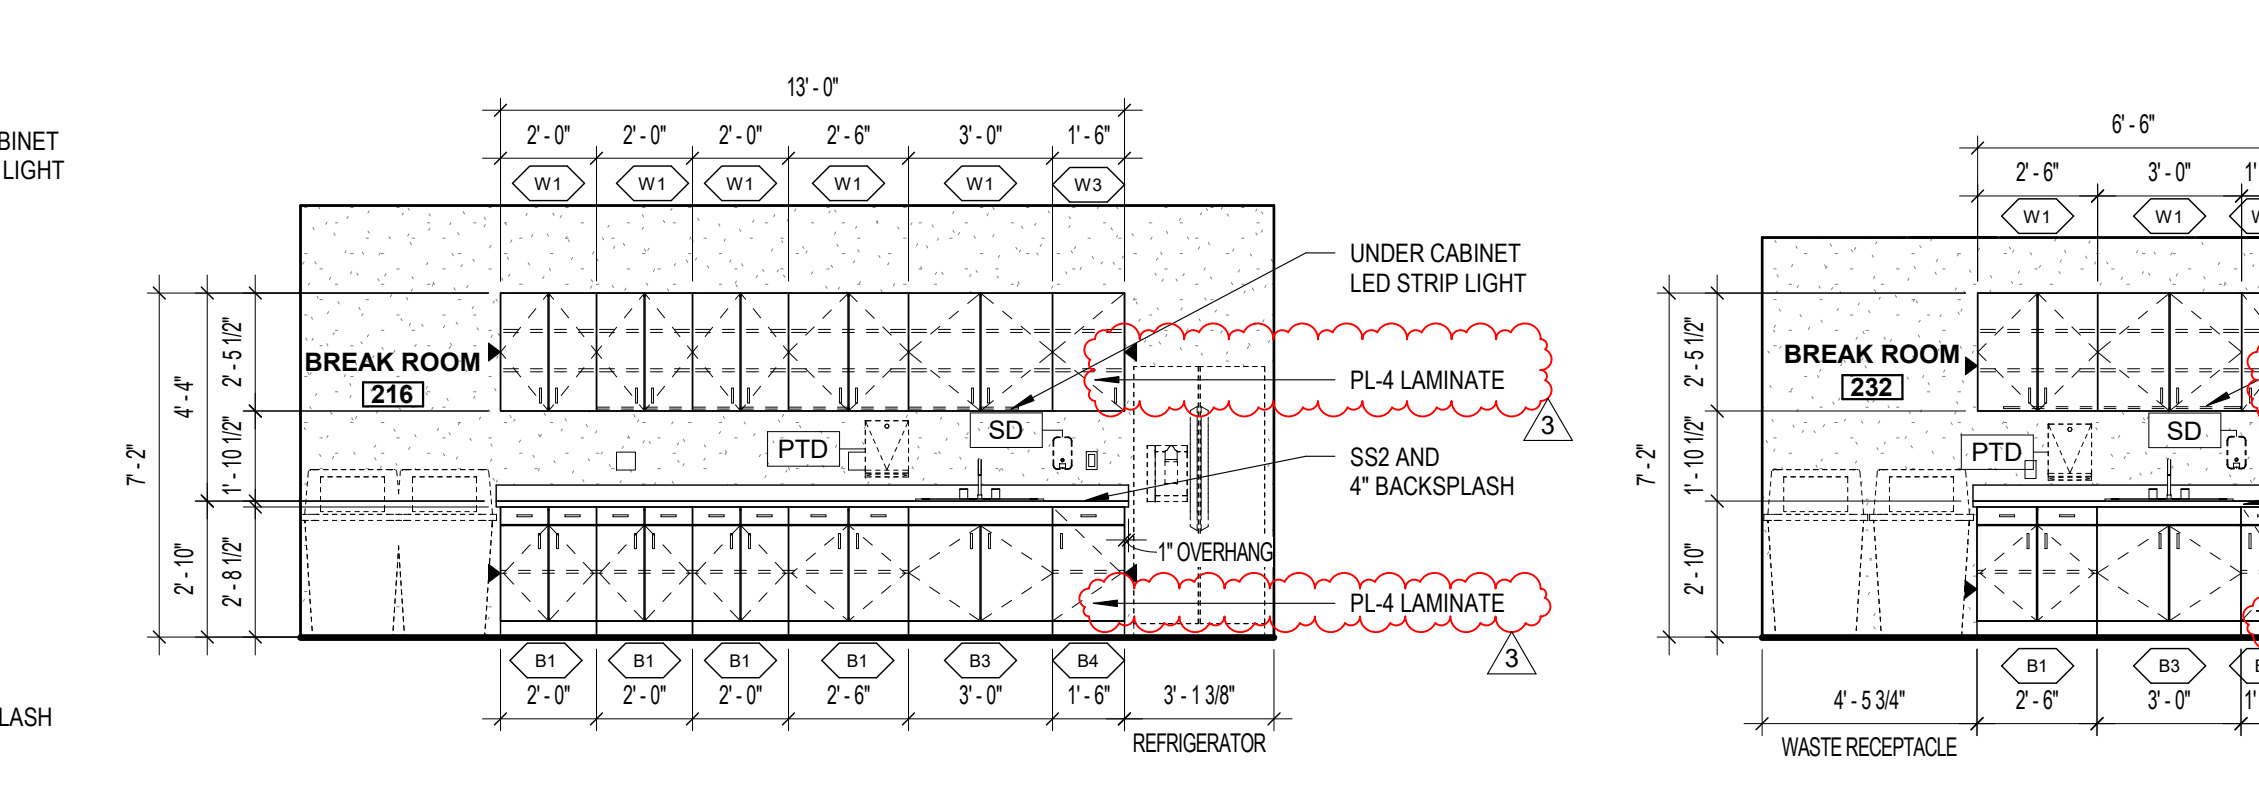 BINET
LIGHT
LASH
13' - 0"
2' - 0"
2' - 0"
2' - 0"
2' - 6"
3' - 0"
1' - 6"
W1
W1
W1
W1
W1
W3
7' - 2"
4' - 4"
2' - 10"
2' - 5 1/2"
1' - 10 1/2"
2' - 8 1/2"
BREAK ROOM
216
PTD
SD
UNDER CABINET
LED STRIP LIGHT
PL-4 LAMINATE
3
SS2 AND
4" BACKSPLASH
1" OVERHANG
PL-4 LAMINATE
3
B1
B1
B1
B1
B3
B4
2' - 0"
2' - 0"
2' - 0"
2' - 6"
3' - 0"
1' - 6"
3' - 1 3/8"
REFRIGERATOR
6' - 6"
2' - 6"
3' - 0"
1'
W1
W1
7' - 2"
2' - 5 1/2"
1' - 10 1/2"
2' - 10"
BREAK ROOM
232
PTD
SD
B1
B3
4' - 5 3/4"
2' - 6"
3' - 0"
1'
WASTE RECEPTACLE